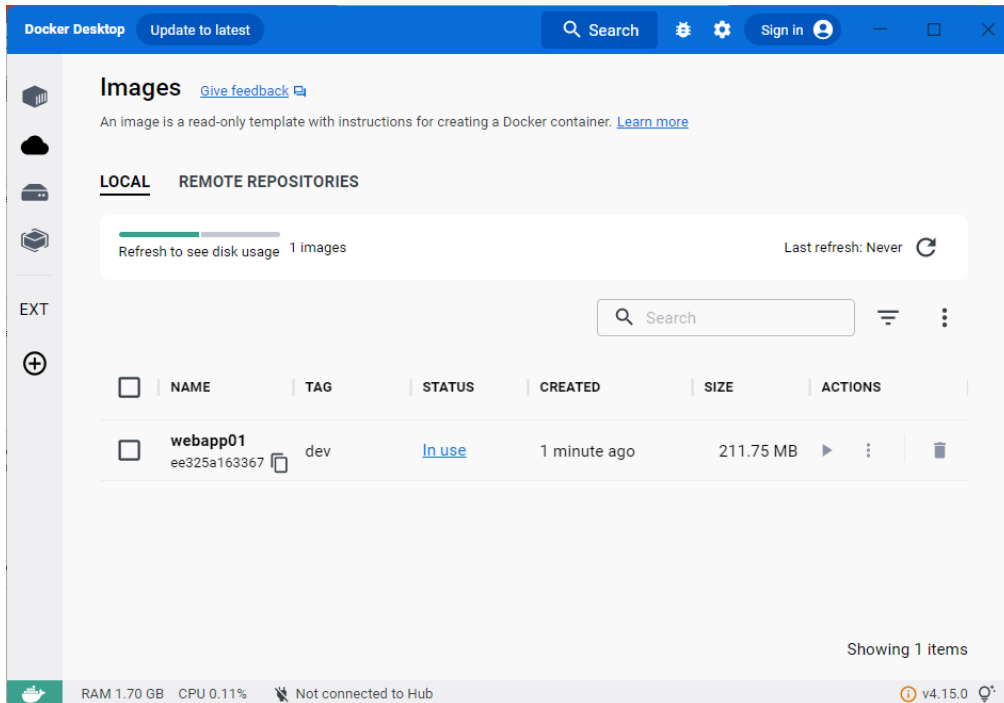 Docker Desktop Update to latest Search Sign in
Images Give feedback
An image is a read-only template with instructions for creating a Docker container. Learn more
LOCAL REMOTE REPOSITORIES
Refresh to see disk usage 1 images Last refresh: Never
EXT
Search
NAME TAG STATUS CREATED SIZE ACTIONS
webapp01
ee325a163367 dev In use 1 minute ago 211.75 MB
Showing 1 items
RAM 1.70 GB CPU 0.11% Not connected to Hub v4.15.0